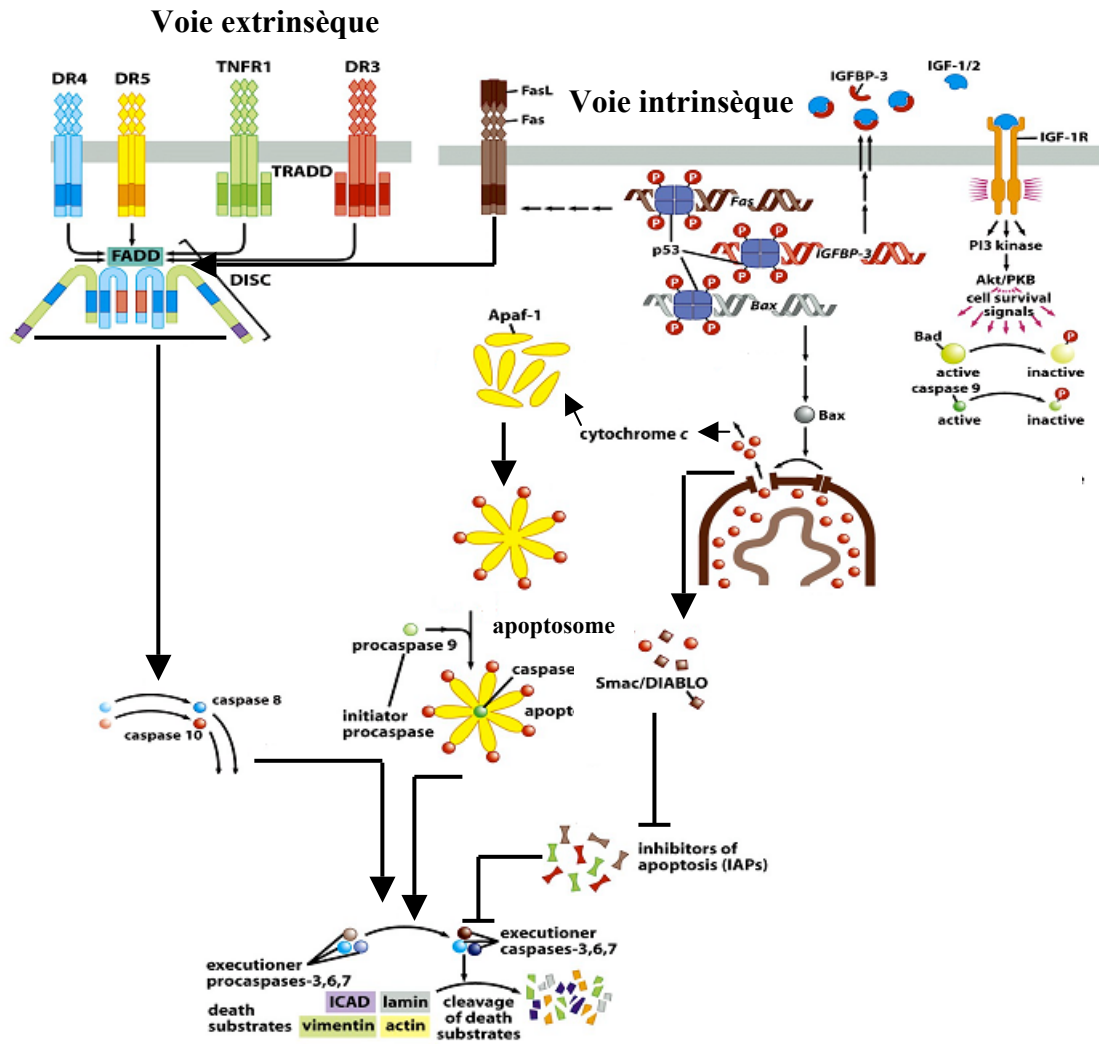 Voie extrinsèque
DR4
DR5
TNFR1
DR3
TRADD
FADD
DISC
FasL
Fas
Voie intrinsèque
IGFBP-3
IGF-1/2
IGF-1R
P
P
P
P
Fas
p53
P
P
P
P
IGFBP-3
P
P
P
P
Bax
PI3 kinase
Akt/PKB
cell survival
signals
Bad
active
P
inactive
caspase 9
active
P
inactive
Apaf-1
cytochrome c
Bax
apoptosome
procaspase 9
initiator
procaspase
caspase
apopt
Smac/DIABLO
caspase 8
caspase 10
inhibitors of
apoptosis (IAPs)
executioner
procaspases-3,6,7
executioner
caspases-3,6,7
death
substrates
ICAD
lamin
vimentin
actin
cleavage
of death
substrates